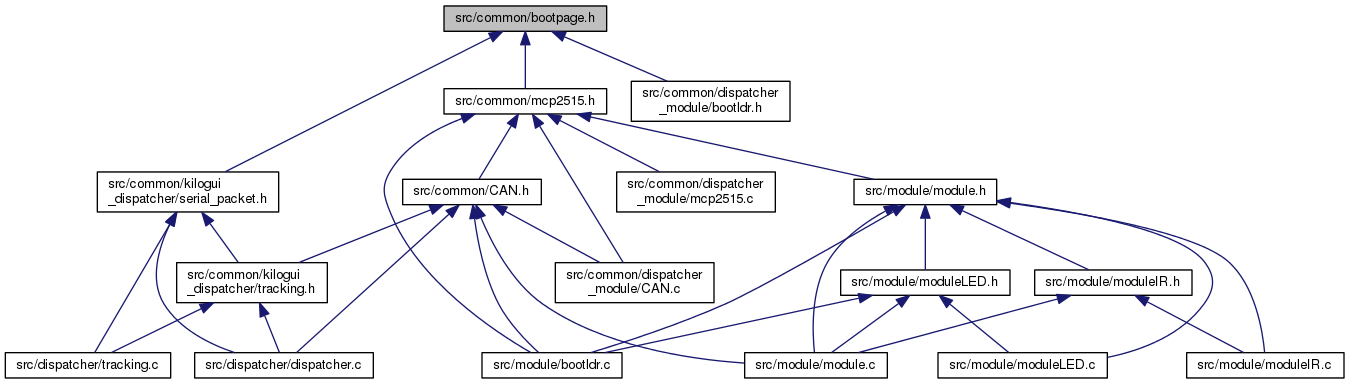 src/common/bootpage.h
src/common/dispatcher
_module/bootldr.h
src/common/mcp2515.h
src/common/kilogui
_dispatcher/serial_packet.h
src/common/CAN.h
src/common/dispatcher
_module/mcp2515.c
src/module/module.h
src/common/kilogui
_dispatcher/tracking.h
src/common/dispatcher
_module/CAN.c
src/module/moduleLED.h
src/module/moduleIR.h
src/dispatcher/tracking.c
src/dispatcher/dispatcher.c
src/module/bootldr.c
src/module/module.c
src/module/moduleLED.c
src/module/moduleIR.c